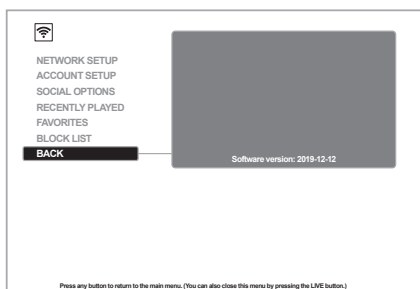 NETWORK SETUP
ACCOUNT SETUP
SOCIAL OPTIONS
RECENTLY PLAYED
FAVORITES
BLOCK LIST
BACK
Software version: 2019-12-12
Press any button to return to the main menu. (You can also close this menu by pressing the LIVE button.)